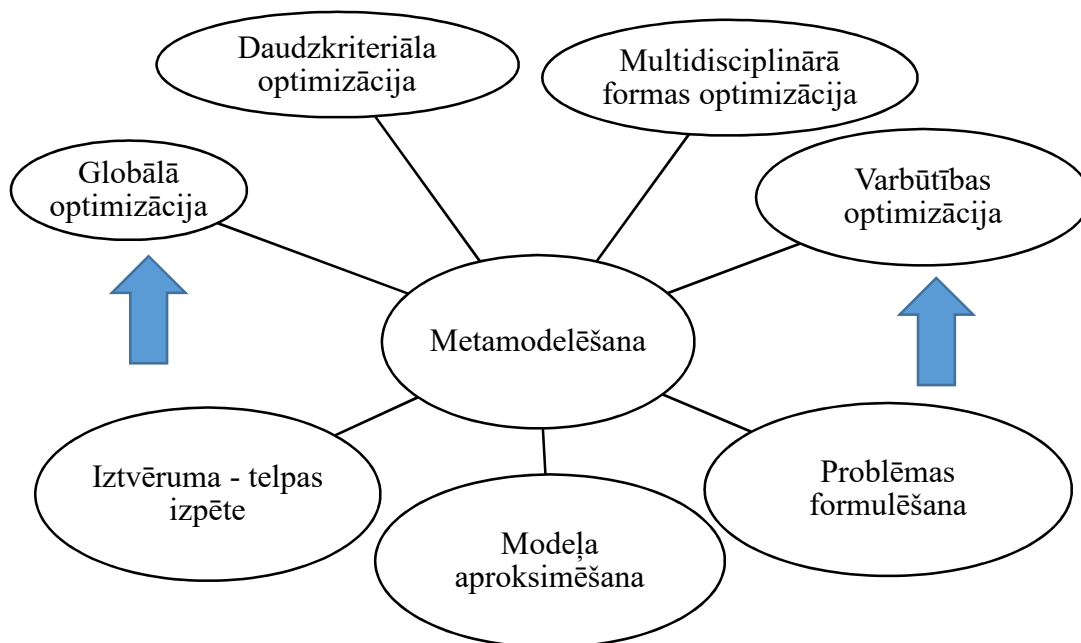 Daudzkriteriāla
optimizācija
Multidisciplinārā
formas optimizācija
Globālā
optimizācija
Varbūtības
optimizācija
Metamodelēšana
Iztvēruma - telpas
izpēte
Problēmas
formulēšana
Modeļa
aproksimēšana